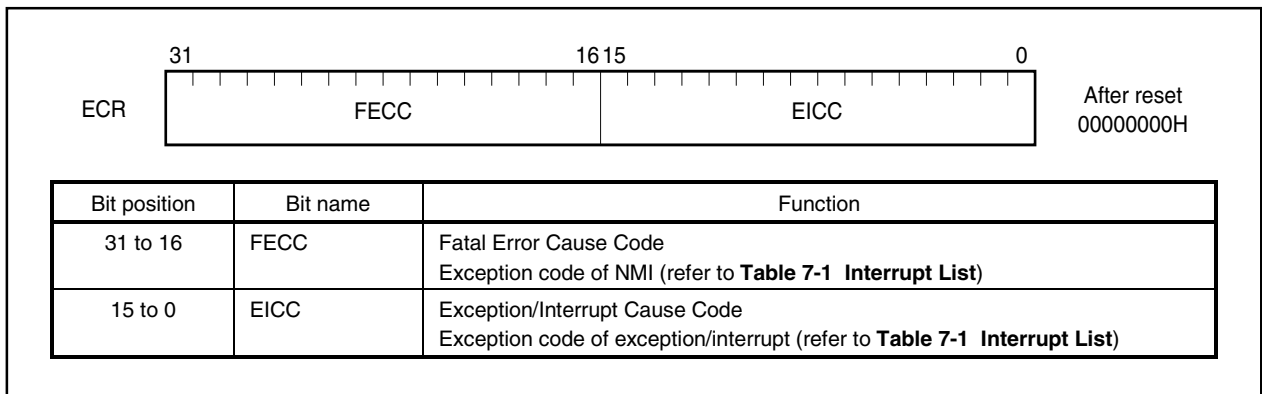 31 16 15 0
ECR FECC EICC After reset
00000000H
Bit position Bit name Function
31 to 16 FECC Fatal Error Cause Code
Exception code of NMI (refer to Table 7-1 Interrupt List)
15 to 0 EICC Exception/Interrupt Cause Code
Exception code of exception/interrupt (refer to Table 7-1 Interrupt List)